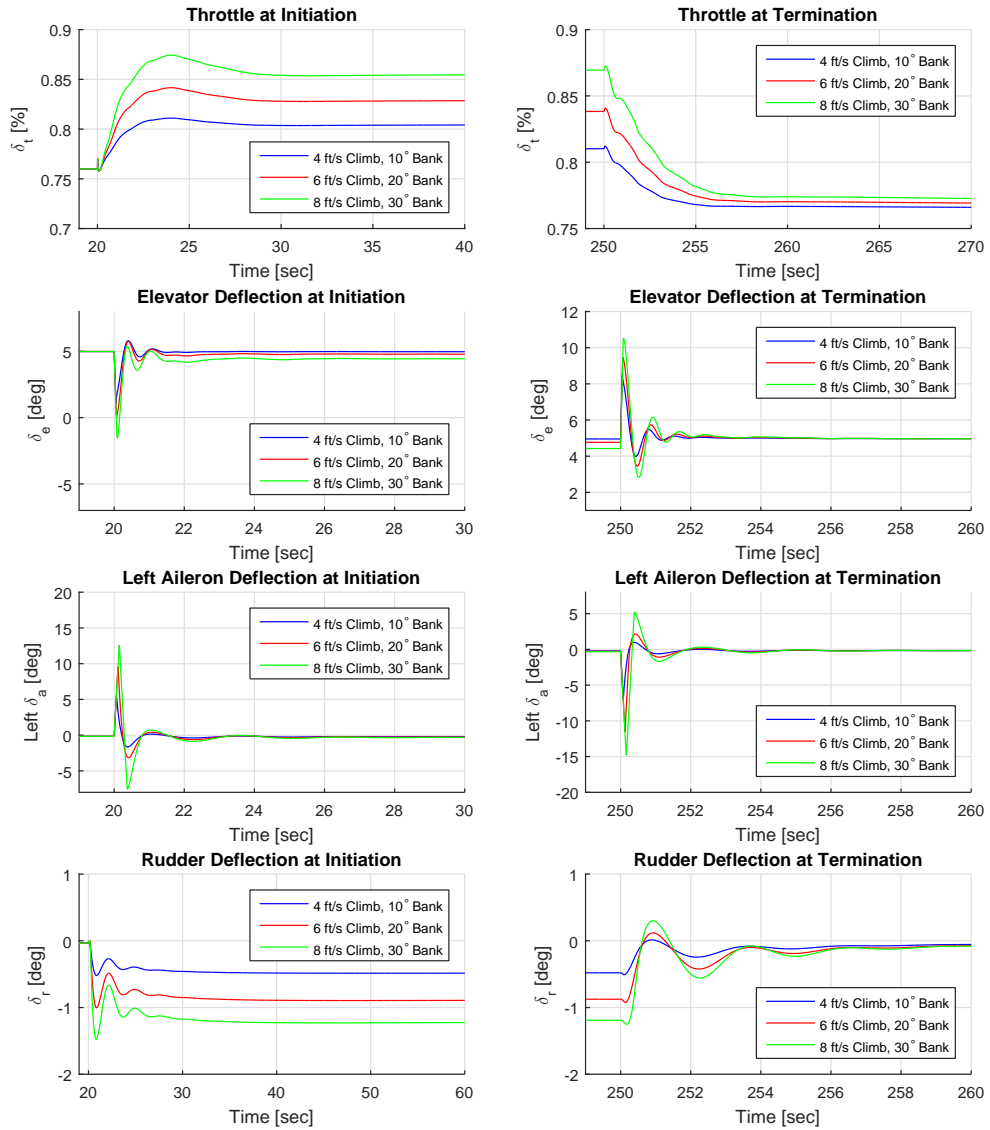 Throttle at Initiation
0.9
0.85
0.8
0.75
0.7
δt [%]
4 ft/s Climb, 10° Bank
6 ft/s Climb, 20° Bank
8 ft/s Climb, 30° Bank
20 25 30 35 40
Time [sec]
Throttle at Termination
0.9
0.85
0.8
0.75
δt [%]
4 ft/s Climb, 10° Bank
6 ft/s Climb, 20° Bank
8 ft/s Climb, 30° Bank
250 255 260 265 270
Time [sec]
Elevator Deflection at Initiation
5
0
-5
δe [deg]
4 ft/s Climb, 10° Bank
6 ft/s Climb, 20° Bank
8 ft/s Climb, 30° Bank
20 22 24 26 28 30
Time [sec]
Elevator Deflection at Termination
12
10
8
6
4
2
δe [deg]
4 ft/s Climb, 10° Bank
6 ft/s Climb, 20° Bank
8 ft/s Climb, 30° Bank
250 252 254 256 258 260
Time [sec]
Left Aileron Deflection at Initiation
20
15
10
5
0
-5
Left δa [deg]
4 ft/s Climb, 10° Bank
6 ft/s Climb, 20° Bank
8 ft/s Climb, 30° Bank
20 22 24 26 28 30
Time [sec]
Left Aileron Deflection at Termination
5
0
-5
-10
-15
-20
Left δa [deg]
4 ft/s Climb, 10° Bank
6 ft/s Climb, 20° Bank
8 ft/s Climb, 30° Bank
250 252 254 256 258 260
Time [sec]
Rudder Deflection at Initiation
1
0
-1
-2
δr [deg]
4 ft/s Climb, 10° Bank
6 ft/s Climb, 20° Bank
8 ft/s Climb, 30° Bank
20 30 40 50 60
Time [sec]
Rudder Deflection at Termination
1
0
-1
-2
δr [deg]
4 ft/s Climb, 10° Bank
6 ft/s Climb, 20° Bank
8 ft/s Climb, 30° Bank
250 252 254 256 258 260
Time [sec]